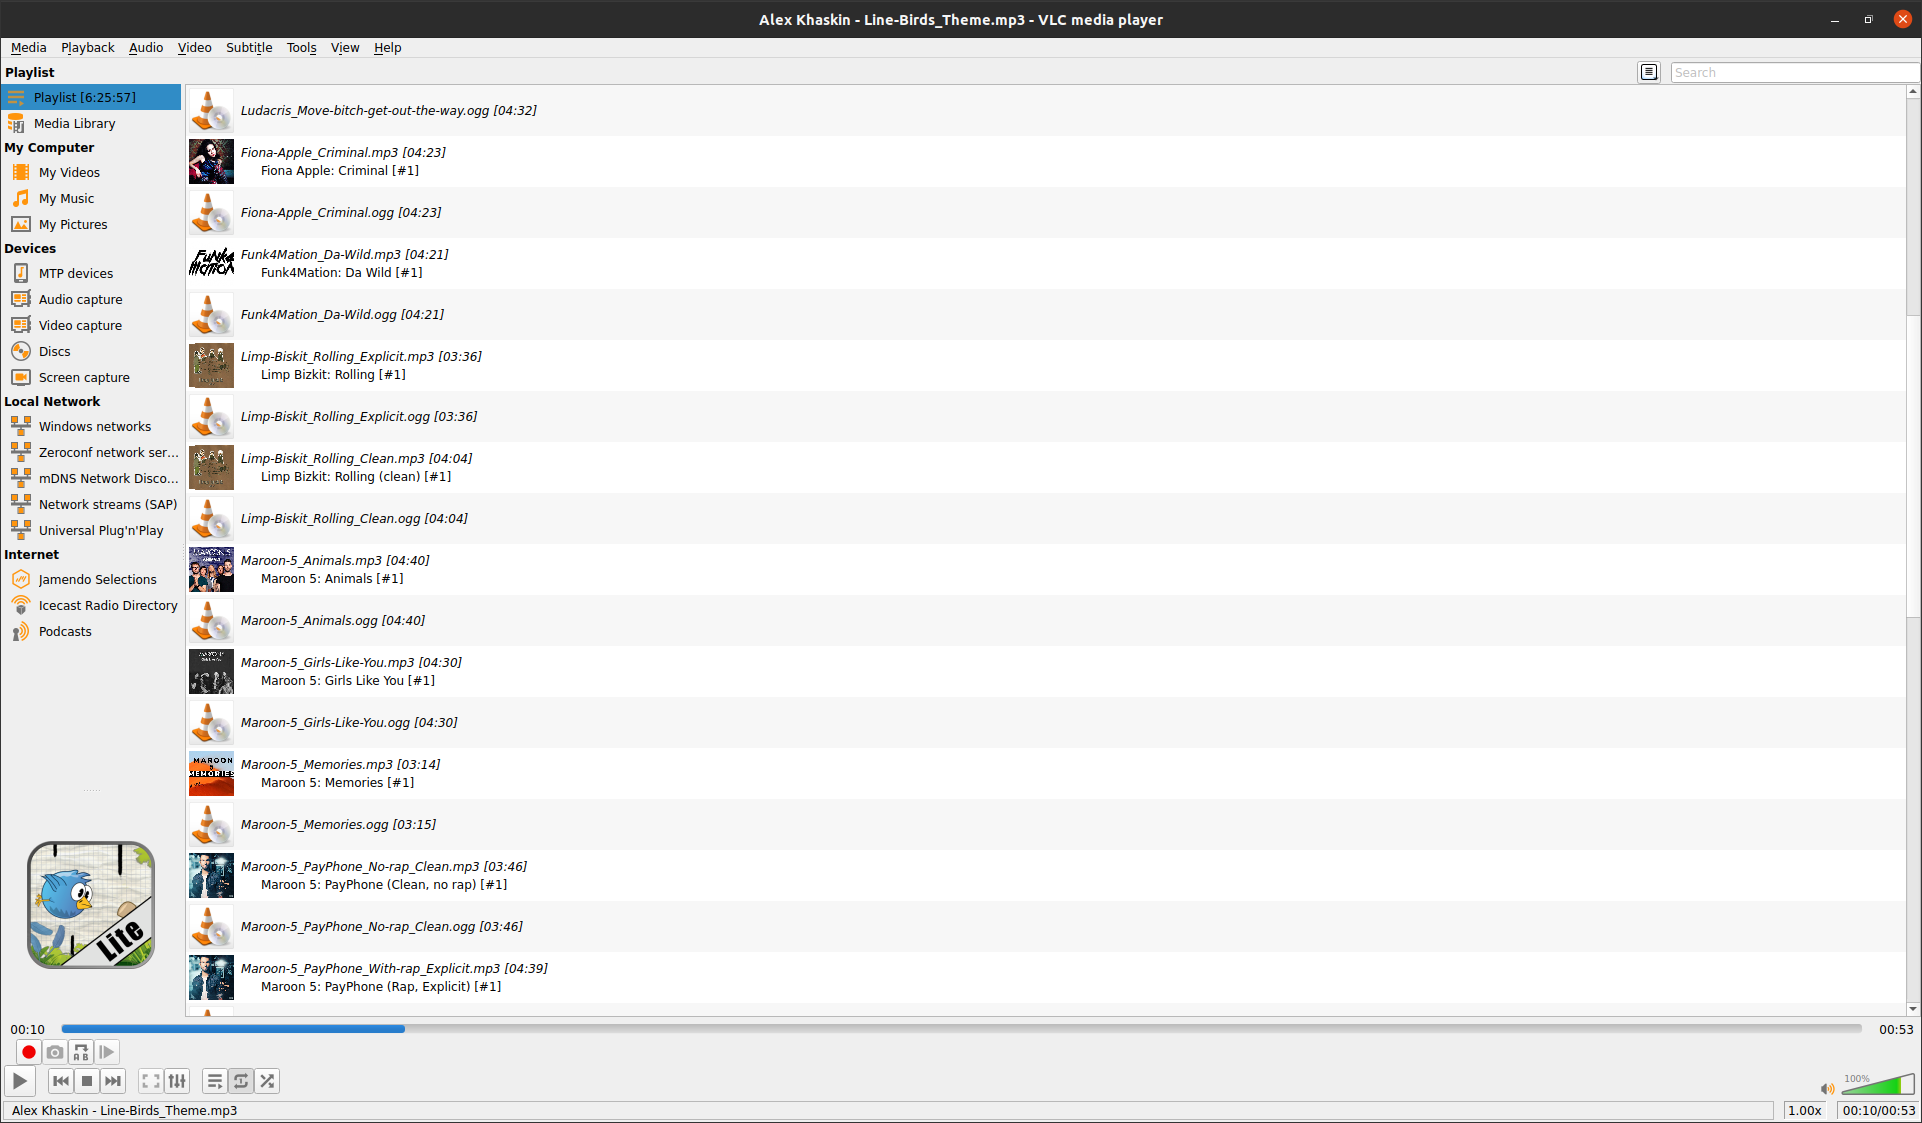 Alex Khaskin - Line-Birds_Theme.mp3 - VLC media player
Media Playback Audio Video Subtitle Tools View Help
Playlist
Search
Playlist [6:25:57]
Media Library
My Computer
My Videos
My Music
My Pictures
Devices
MTP devices
Audio capture
Video capture
Discs
Screen capture
Local Network
Windows networks
Zeroconf network ser...
mDNS Network Disco...
Network streams (SAP)
Universal Plug'n'Play
Internet
Jamendo Selections
Icecast Radio Directory
Podcasts
Lite
Ludacris_Move-bitch-get-out-the-way.ogg [04:32]
Fiona-Apple_Criminal.mp3 [04:23]
Fiona Apple: Criminal [#1]
Fiona-Apple_Criminal.ogg [04:23]
FUNK4
MOTION
Funk4Mation_Da-Wild.mp3 [04:21]
Funk4Mation: Da Wild [#1]
Funk4Mation_Da-Wild.ogg [04:21]
Limp-Biskit_Rolling_Explicit.mp3 [03:36]
Limp Bizkit: Rolling [#1]
Limp-Biskit_Rolling_Explicit.ogg [03:36]
Limp-Biskit_Rolling_Clean.mp3 [04:04]
Limp Bizkit: Rolling (clean) [#1]
Limp-Biskit_Rolling_Clean.ogg [04:04]
MAROON 5
Maroon-5_Animals.mp3 [04:40]
Maroon 5: Animals [#1]
Maroon-5_Animals.ogg [04:40]
Maroon-5_Girls-Like-You.mp3 [04:30]
Maroon 5: Girls Like You [#1]
Maroon-5_Girls-Like-You.ogg [04:30]
MAROON
5
MEMORIES
Maroon-5_Memories.mp3 [03:14]
Maroon 5: Memories [#1]
Maroon-5_Memories.ogg [03:15]
Maroon-5_PayPhone_No-rap_Clean.mp3 [03:46]
Maroon 5: PayPhone (Clean, no rap) [#1]
Maroon-5_PayPhone_No-rap_Clean.ogg [03:46]
Maroon-5_PayPhone_With-rap_Explicit.mp3 [04:39]
Maroon 5: PayPhone (Rap, Explicit) [#1]
00:10 00:53
A B
100%
Alex Khaskin - Line-Birds_Theme.mp3 1.00x 00:10/00:53